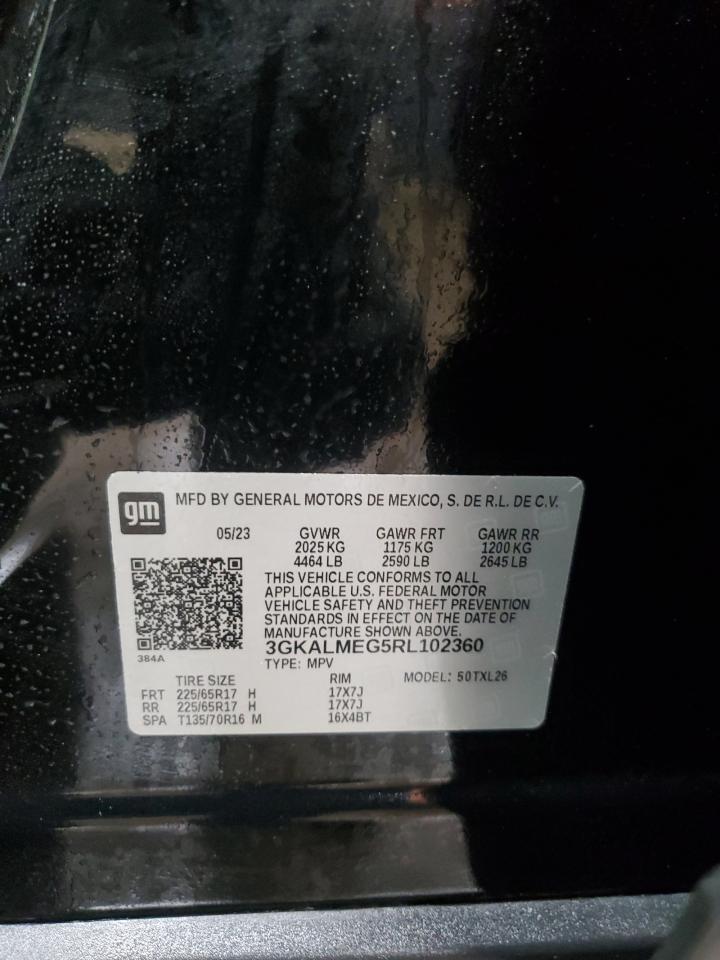 gm MFD BY GENERAL MOTORS DE MEXICO, S. DE R.L. DE C.V.
05/23 GVWR GAWR FRT GAWR RR
2025 KG 1175 KG 1200 KG
4464 LB 2590 LB 2645 LB
THIS VEHICLE CONFORMS TO ALL
APPLICABLE U.S. FEDERAL MOTOR
VEHICLE SAFETY AND THEFT PREVENTION
STANDARDS IN EFFECT ON THE DATE OF
MANUFACTURE SHOWN ABOVE.
3GKALMEG5RL102360
384A
TYPE: MPV
TIRE SIZE RIM MODEL: 50TXL26
FRT 225/65R17 H 17X7J
RR 225/65R17 H 17X7J
SPA T135/70R16 M 16X4BT